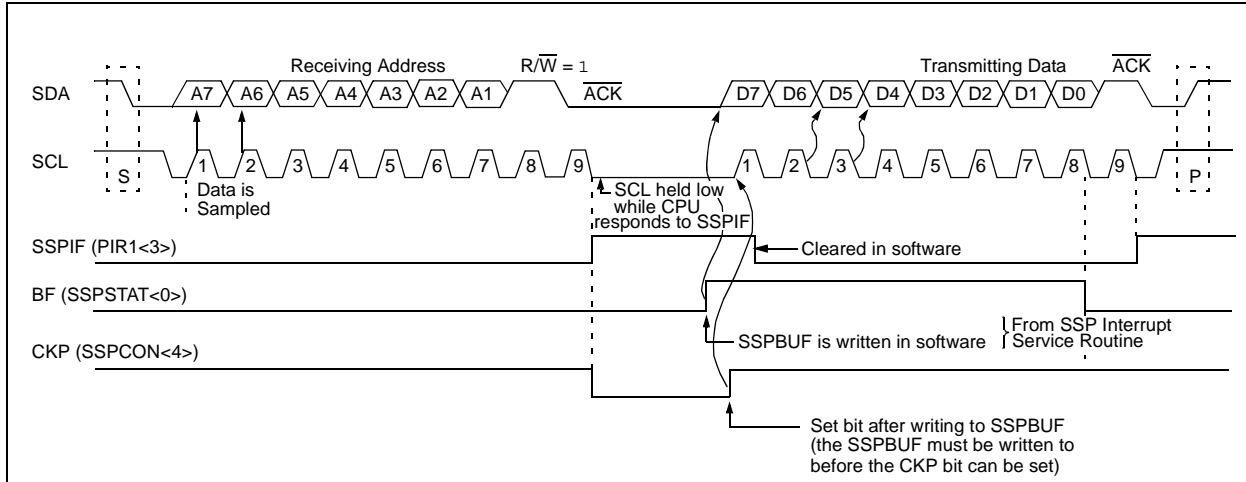 Receiving Address R/W = 1 Transmitting Data ACK
SDA A7 A6 A5 A4 A3 A2 A1 ACK D7 D6 D5 D4 D3 D2 D1 D0
SCL 1 2 3 4 5 6 7 8 9 1 2 3 4 5 6 7 8 9
S P
Data is
Sampled
SCL held low
while CPU
responds to SSPIF
SSPIF (PIR1<3>)
Cleared in software
BF (SSPSTAT<0>)
SSPBUF is written in software
From SSP Interrupt
Service Routine
CKP (SSPCON<4>)
Set bit after writing to SSPBUF
(the SSPBUF must be written to
before the CKP bit can be set)